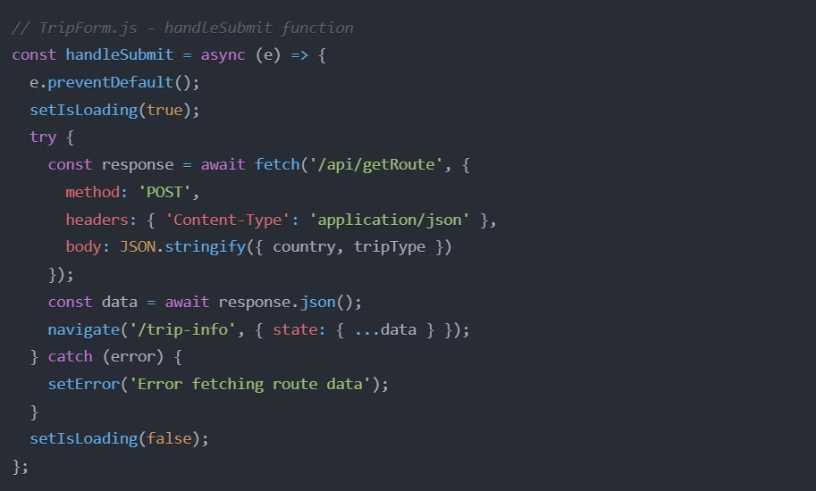 // TripForm.js - handleSubmit function
const handleSubmit = async (e) => {
  e.preventDefault();
  setIsLoading(true);
  try {
    const response = await fetch('/api/getRoute', {
      method: 'POST',
      headers: { 'Content-Type': 'application/json' },
      body: JSON.stringify({ country, tripType })
    });
    const data = await response.json();
    navigate('/trip-info', { state: { ...data } });
  } catch (error) {
    setError('Error fetching route data');
  }
  setIsLoading(false);
};